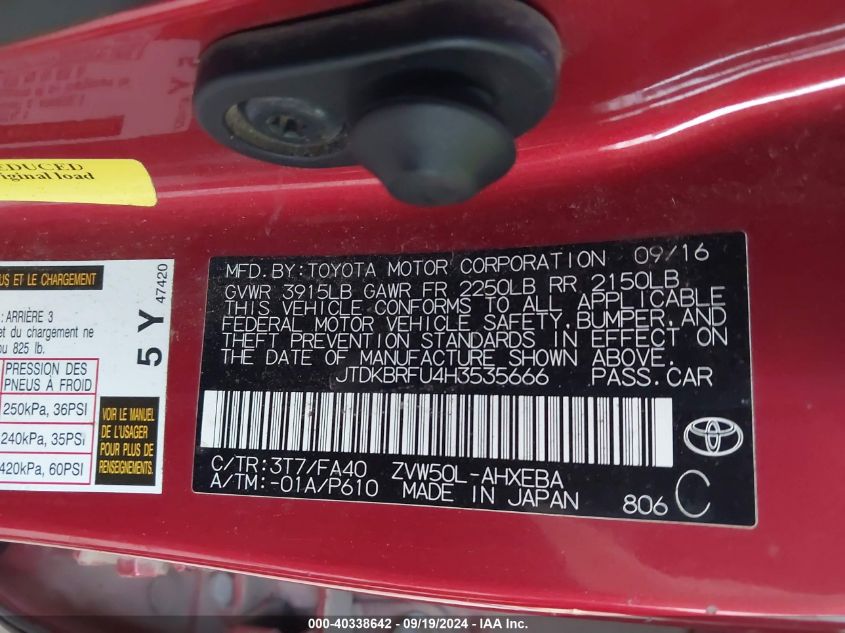 EDUCED
riginal load
US ET LE CHARGEMENT
: ARRIÈRE 3
et du chargement ne
ou 825 lb.
PRESSION DES
PNEUS À FROID
250kPa, 36PSI
240kPa, 35PSI
420kPa, 60PSI
5 Y
47420
VOIR LE MANUEL
DE L'USAGER
POUR PLUS DE
RENSEIGNEMENTS.
MFD.BY:TOYOTA MOTOR CORPORATION 09/16
GVWR 3915LB GAWR FR 2250LB RR 2150LB
THIS VEHICLE CONFORMS TO ALL APPLICABLE
FEDERAL MOTOR VEHICLE SAFETY,BUMPER,AND
THEFT PREVENTION STANDARDS IN EFFECT ON
THE DATE OF MANUFACTURE SHOWN ABOVE.
JTDKBRFU4H3535666 PASS.CAR
C/TR:3T7/FA40 ZVW50L-AHXEBA
A/TM:-01A/P610 MADE IN JAPAN 806 C
000-40338642 - 09/19/2024 - IAA Inc.